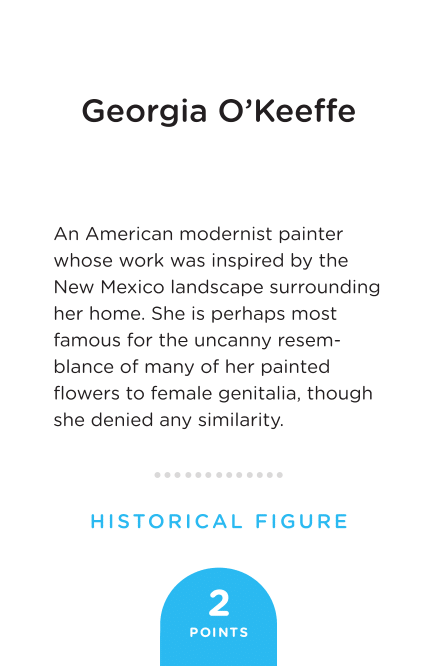 Georgia O’Keeffe
An American modernist painter
whose work was inspired by the
New Mexico landscape surrounding
her home. She is perhaps most
famous for the uncanny resem-
blance of many of her painted
flowers to female genitalia, though
she denied any similarity.
HISTORICAL FIGURE
2
POINTS